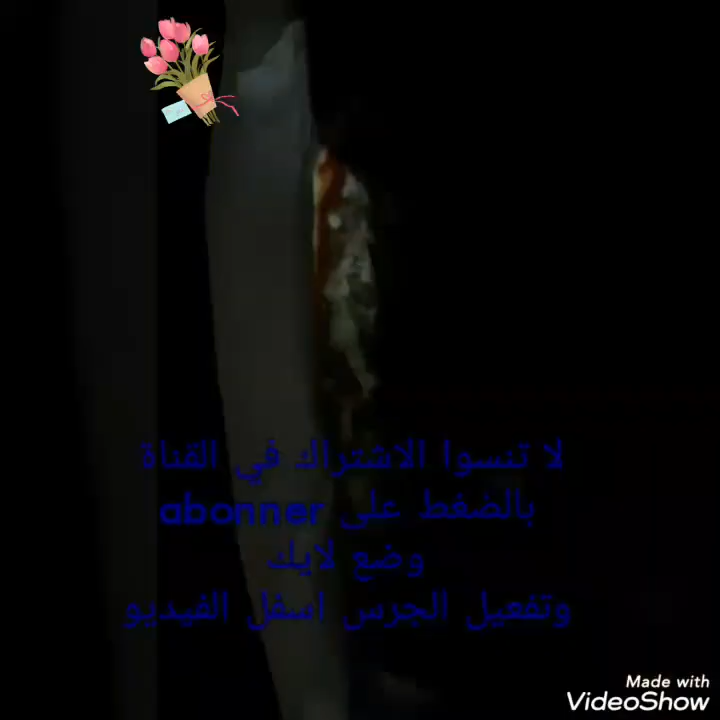 لا تنسوا الاشتراك في القناة
بالضغط على abonner
وضع لايك
وتفعيل الجرس اسفل الفيديو
Made with
VideoShow